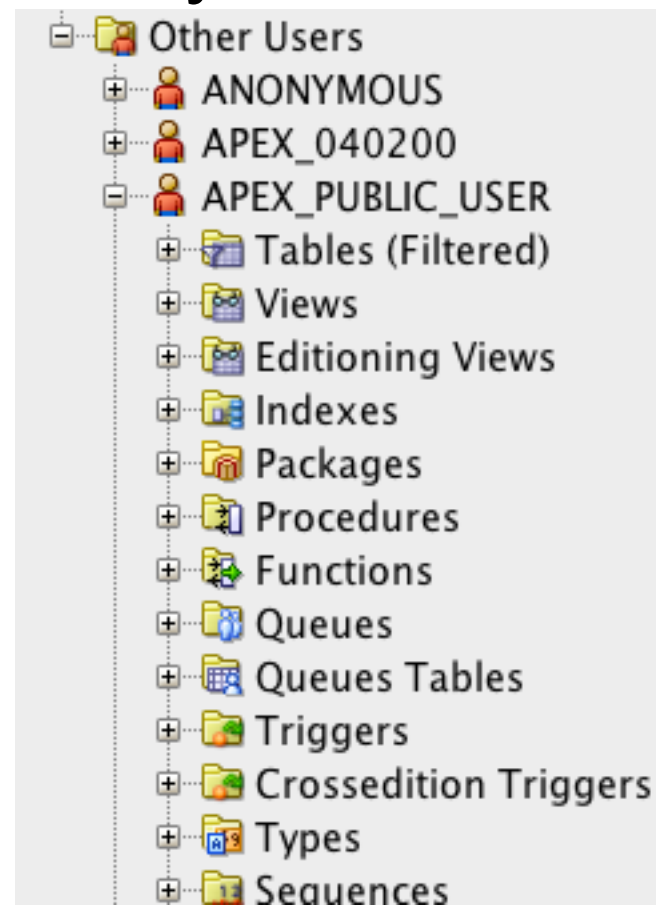 Other Users
ANONYMOUS
APEX_040200
APEX_PUBLIC_USER
Tables (Filtered)
Views
Editioning Views
Indexes
Packages
Procedures
Functions
Queues
Queues Tables
Triggers
Crossedition Triggers
Types
Sequences